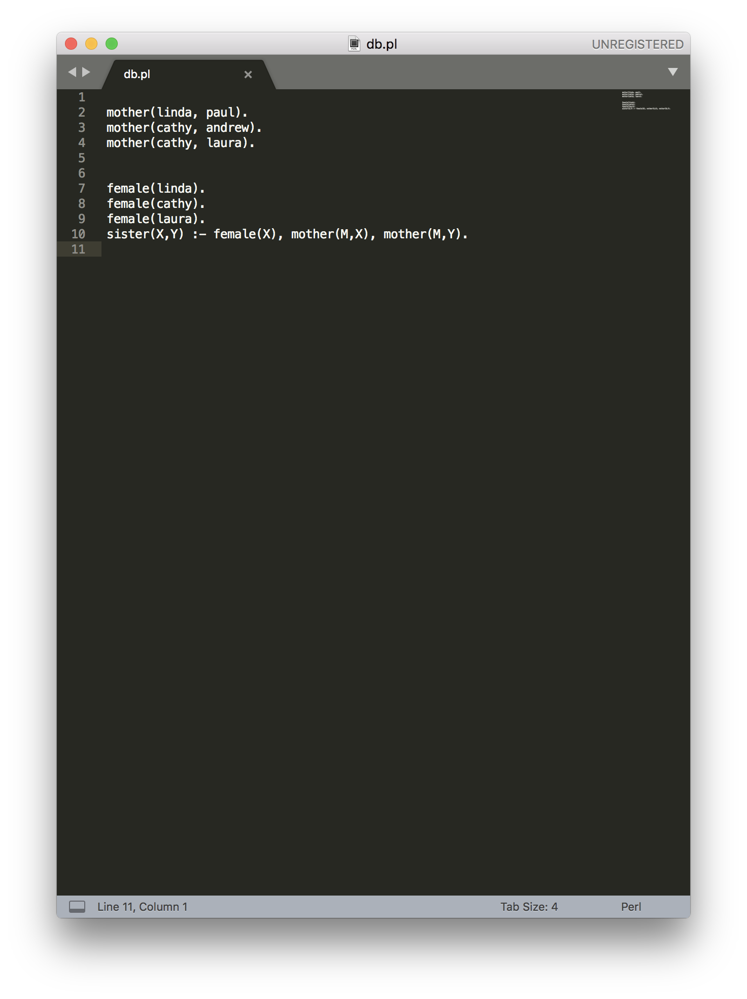 db.pl
UNREGISTERED
db.pl
1
2 mother(linda, paul).
3 mother(cathy, andrew).
4 mother(cathy, laura).
5
6
7 female(linda).
8 female(cathy).
9 female(laura).
10 sister(X,Y) :- female(X), mother(M,X), mother(M,Y).
11
Line 11, Column 1
Tab Size: 4
Perl